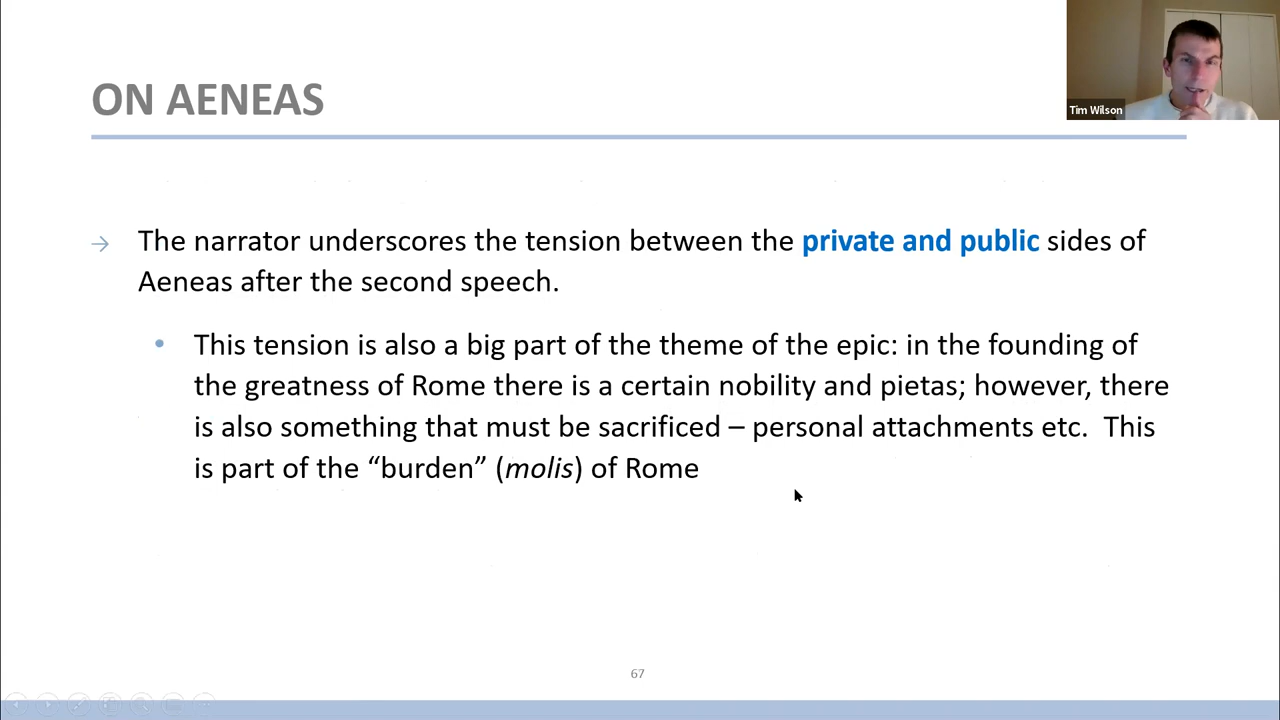 ON AENEAS
Tim Wilson
→ The narrator underscores the tension between the private and public sides of
Aeneas after the second speech.
• This tension is also a big part of the theme of the epic: in the founding of
the greatness of Rome there is a certain nobility and pietas; however, there
is also something that must be sacrificed – personal attachments etc.  This
is part of the “burden” (molis) of Rome
67